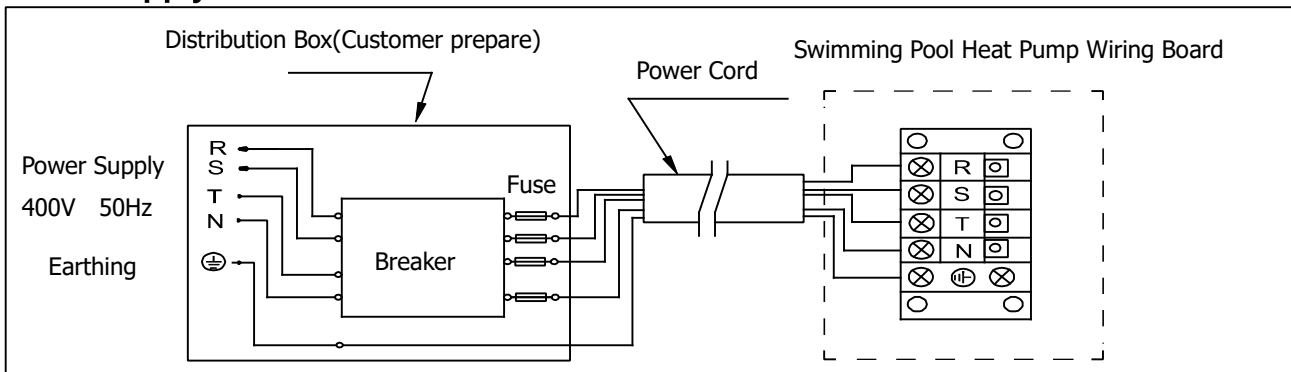 Distribution Box(Customer prepare)
Swimming Pool Heat Pump Wiring Board
Power Cord
Power Supply
400V 50Hz
Earthing
R
S
T
N
Breaker
Fuse
R
S
T
N